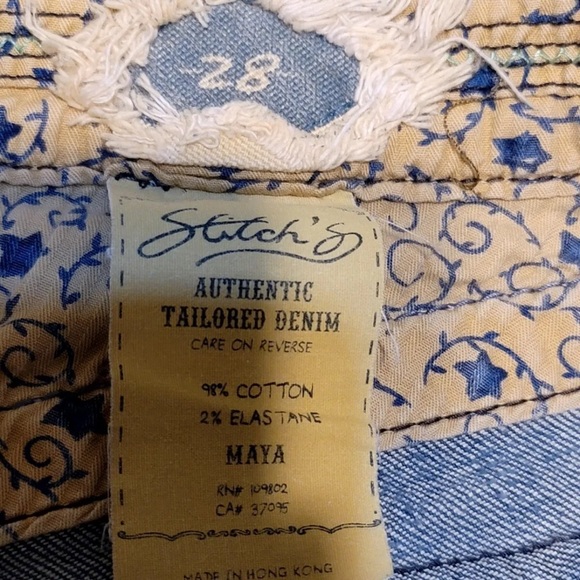 28
Stitch's
AUTHENTIC
TAILORED DENIM
CARE ON REVERSE
98% COTTON
2% ELASTANE
MAYA
RN# 109802
CA# 37095
MADE IN HONG KONG